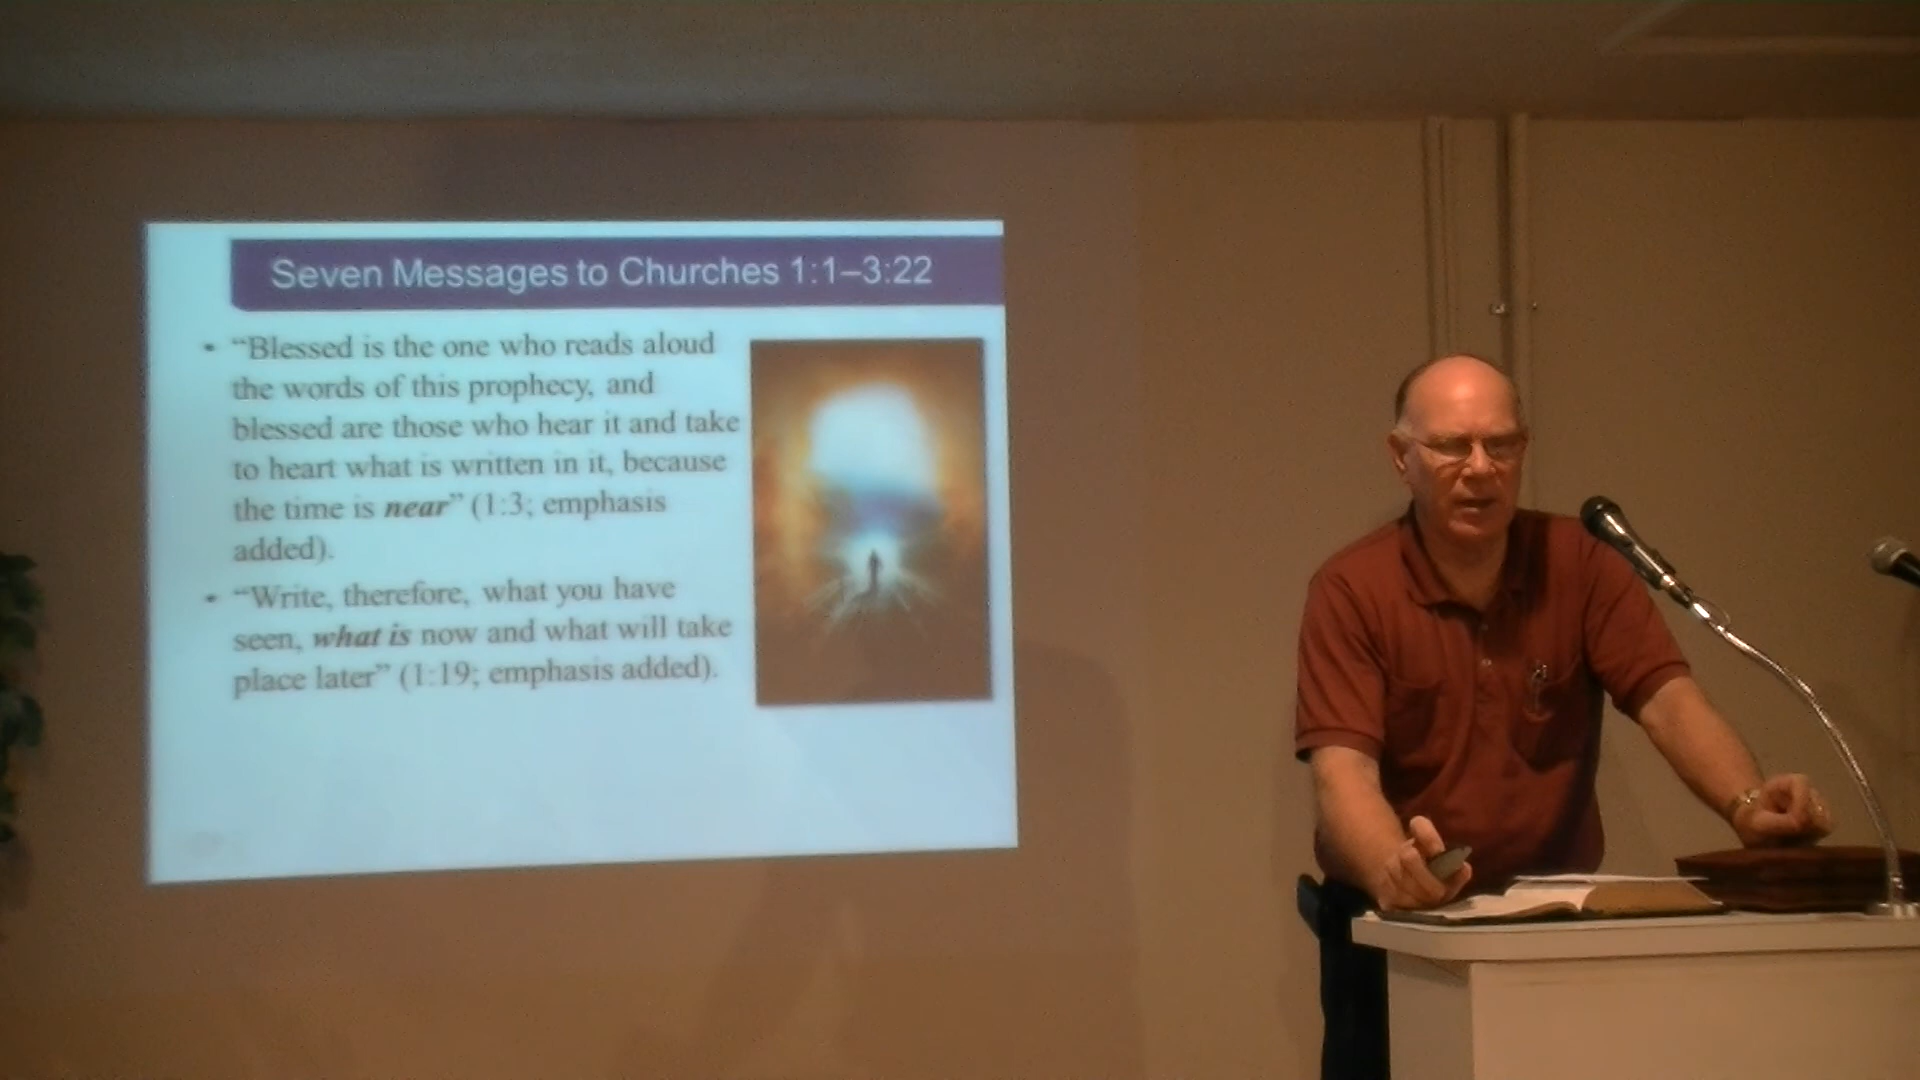 Seven Messages to Churches 1:1–3:22
• “Blessed is the one who reads aloud
the words of this prophecy, and
blessed are those who hear it and take
to heart what is written in it, because
the time is near” (1:3; emphasis
added).
• “Write, therefore, what you have
seen, what is now and what will take
place later” (1:19; emphasis added).